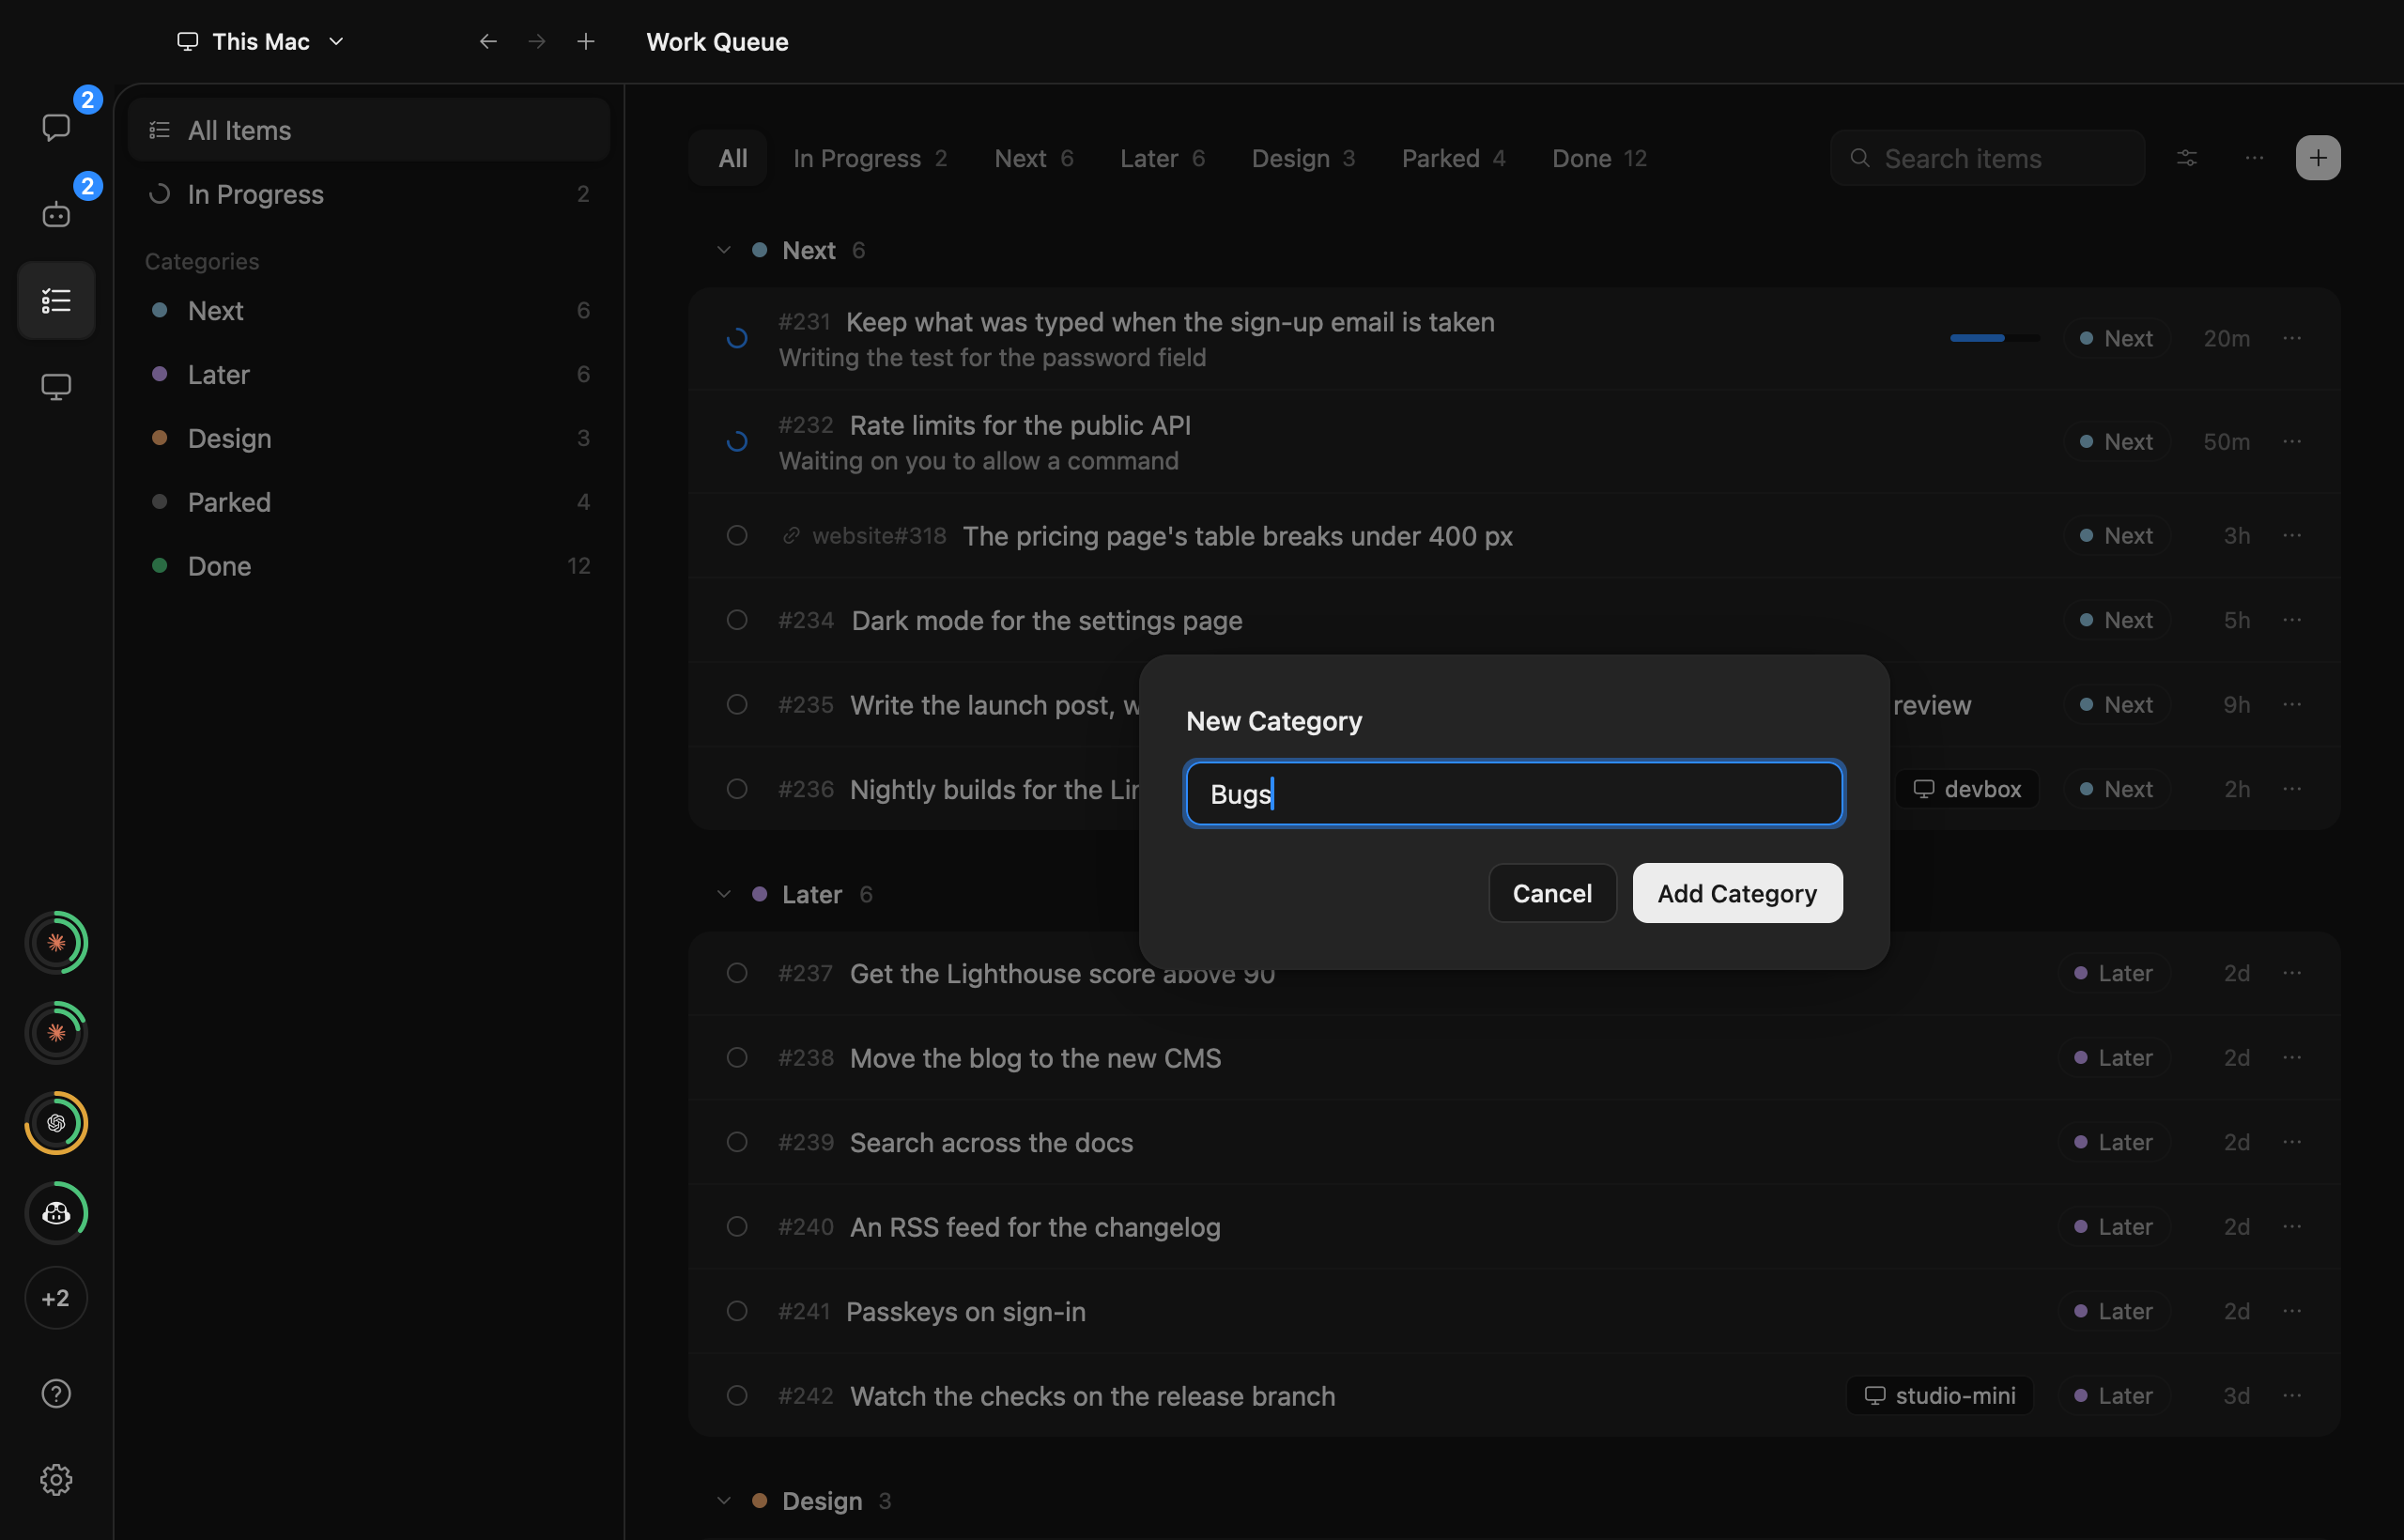 This Mac
Work Queue
2
2
All Items
In Progress 2
Categories
Next 6
Later 6
Design 3
Parked 4
Done 12
+2
All In Progress 2 Next 6 Later 6 Design 3 Parked 4 Done 12 Search items
Next 6
#231 Keep what was typed when the sign-up email is taken Next 20m
Writing the test for the password field
#232 Rate limits for the public API Next 50m
Waiting on you to allow a command
website#318 The pricing page's table breaks under 400 px Next 3h
#234 Dark mode for the settings page Next 5h
#235 Write the launch post, review Next 9h
#236 Nightly builds for the devbox Next 2h
New Category
Bugs
Cancel Add Category
Later 6
#237 Get the Lighthouse score above 90 Later 2d
#238 Move the blog to the new CMS Later 2d
#239 Search across the docs Later 2d
#240 An RSS feed for the changelog Later 2d
#241 Passkeys on sign-in Later 2d
#242 Watch the checks on the release branch studio-mini Later 3d
Design 3